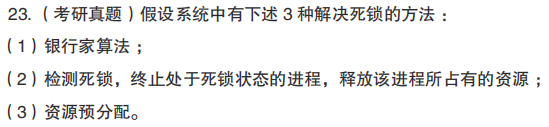 23.（考研真题）假设系统中有下述 3 种解决死锁的方法：
（1）银行家算法；
（2）检测死锁，终止处于死锁状态的进程，释放该进程所占有的资源；
（3）资源预分配。